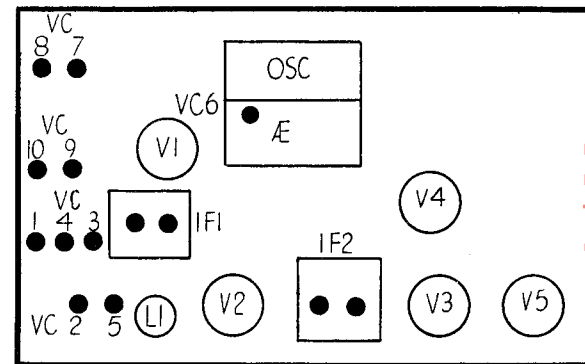 VC
8 7
OSC
VC6
Æ
VC
10 9
V1
VC
1 4 3
IF1
V4
IF2
VC 2 5
L1
V2
V3
V5